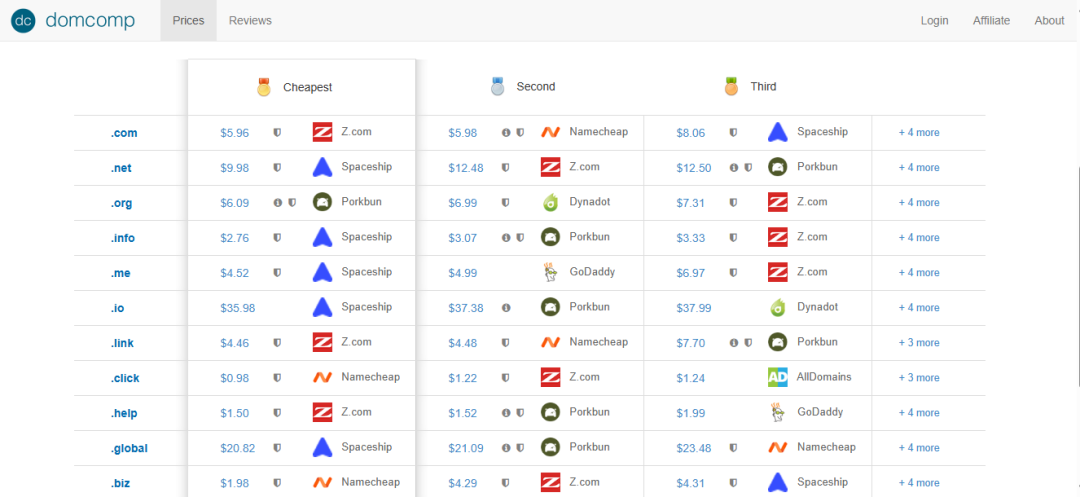 dc domcomp Prices Reviews Login Affiliate About
Cheapest Second Third
.com $5.96 Z.com $5.98 Namecheap $8.06 Spaceship + 4 more
.net $9.98 Spaceship $12.48 Z.com $12.50 Porkbun + 4 more
.org $6.09 Porkbun $6.99 Dynadot $7.31 Z.com + 4 more
.info $2.76 Spaceship $3.07 Porkbun $3.33 Z.com + 4 more
.me $4.52 Spaceship $4.99 GoDaddy $6.97 Z.com + 4 more
.io $35.98 Spaceship $37.38 Porkbun $37.99 Dynadot + 4 more
.link $4.46 Z.com $4.48 Namecheap $7.70 Porkbun + 3 more
.click $0.98 Namecheap $1.22 Z.com $1.24 AD AllDomains + 3 more
.help $1.50 Z.com $1.52 Porkbun $1.99 GoDaddy + 4 more
.global $20.82 Spaceship $21.09 Porkbun $23.48 Namecheap + 4 more
.biz $1.98 Namecheap $4.29 Z.com $4.31 Spaceship + 4 more